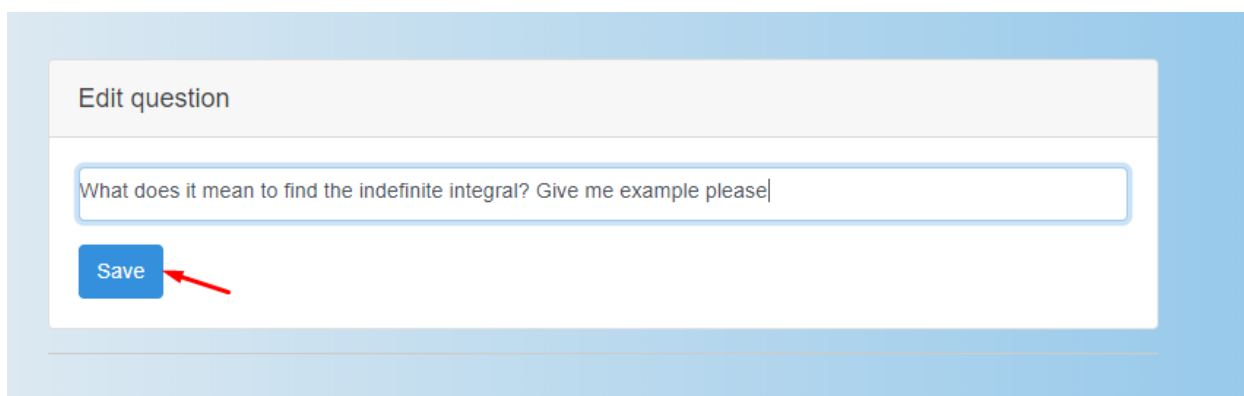 Edit question
What does it mean to find the indefinite integral? Give me example please
Save